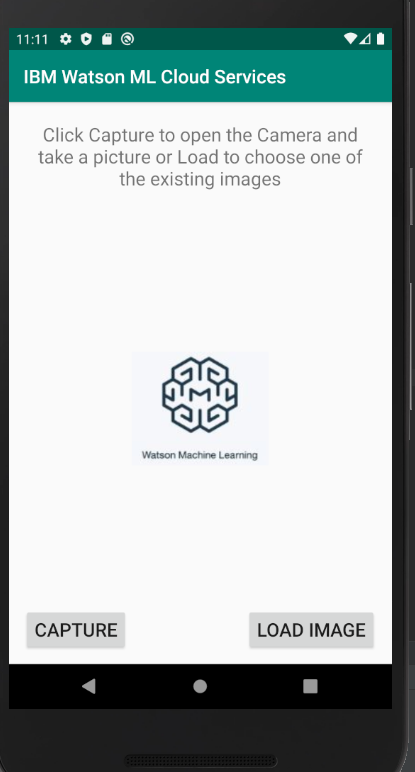 11:11
IBM Watson ML Cloud Services
Click Capture to open the Camera and
take a picture or Load to choose one of
the existing images
Watson Machine Learning
CAPTURE
LOAD IMAGE